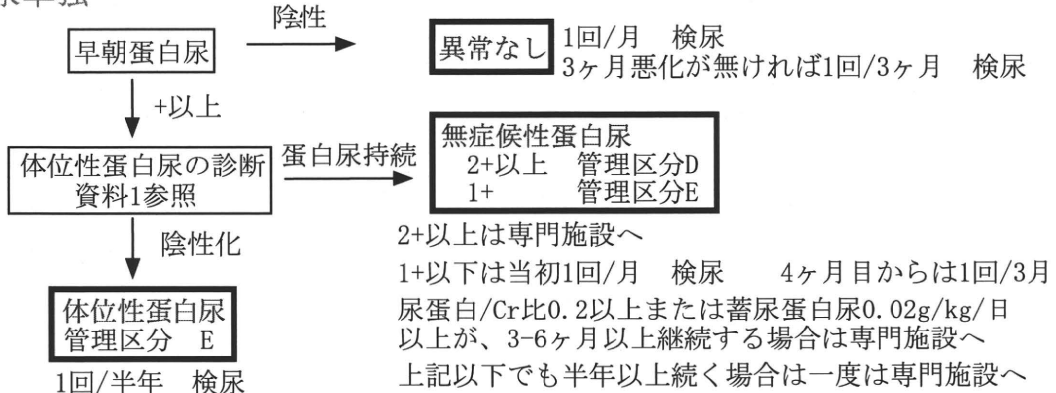 陰性
早朝蛋白尿
異常なし
1回/月 検尿
3ヶ月悪化が無ければ1回/3ヶ月 検尿
+以上
体位性蛋白尿の診断
資料1参照
蛋白尿持続
無症候性蛋白尿
2+以上 管理区分D
1+ 管理区分E
陰性化
2+以上は専門施設へ
1+以下は当初1回/月 検尿 4ヶ月目からは1回/3月
体位性蛋白尿
管理区分 E
1回/半年 検尿
尿蛋白/Cr比0.2以上または蓄尿蛋白尿0.02g/kg/日
以上が、3-6ヶ月以上継続する場合は専門施設へ
上記以下でも半年以上続く場合は一度は専門施設へ